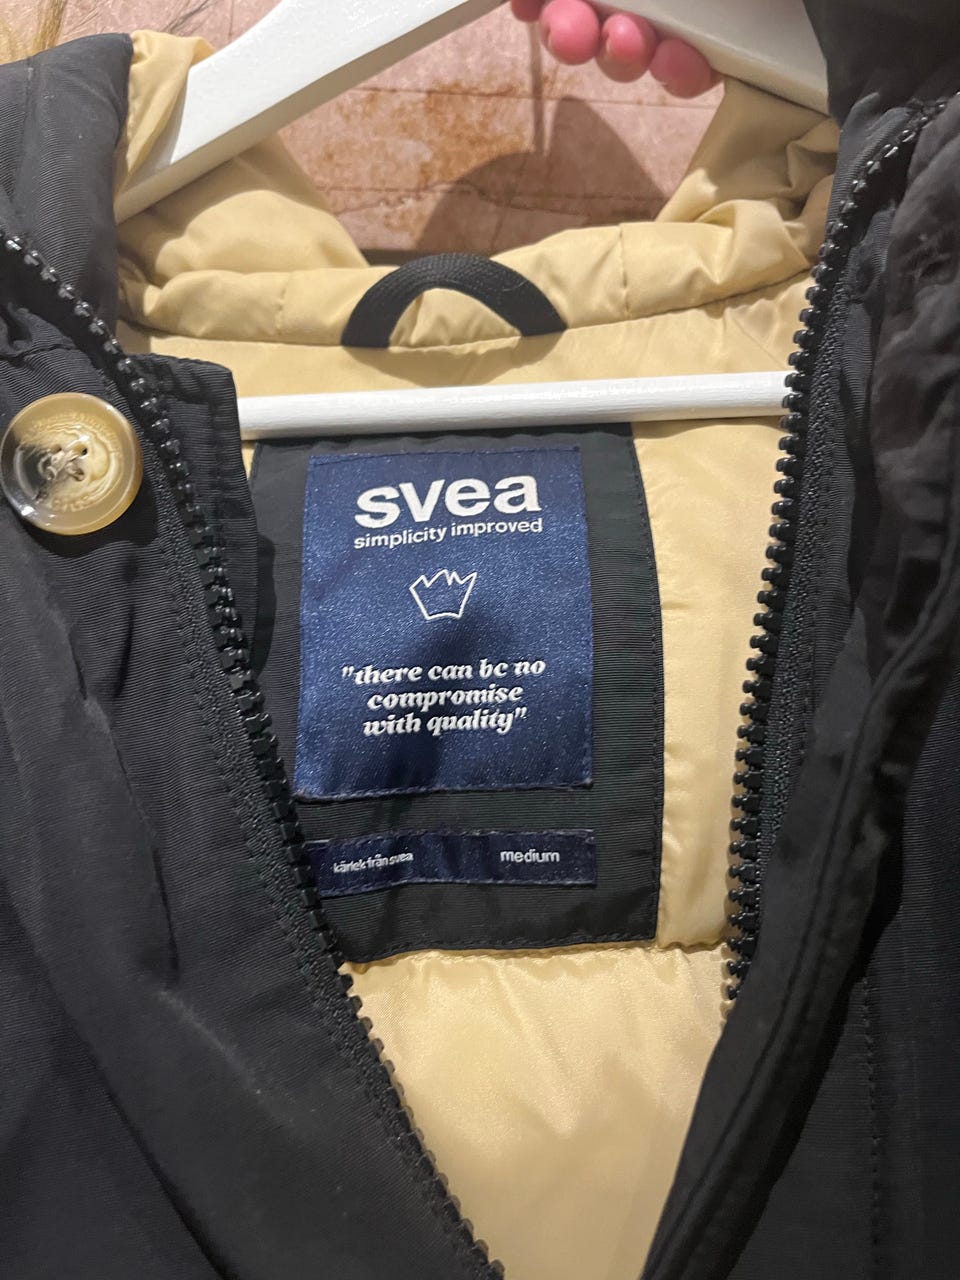 svea
simplicity improved
"there can be no
compromise
with quality"
kärlek från svea
medium